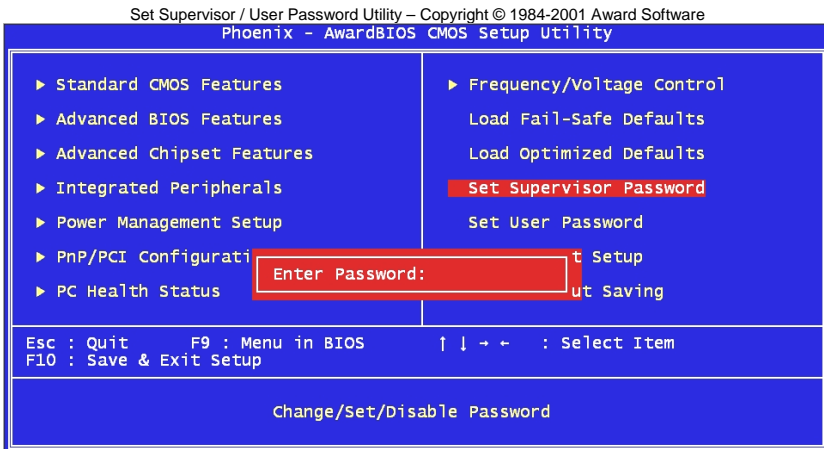 Set Supervisor / User Password Utility – Copyright © 1984-2001 Award Software
Phoenix - AwardBIOS CMOS Setup Utility
▶ Standard CMOS Features
▶ Advanced BIOS Features
▶ Advanced Chipset Features
▶ Integrated Peripherals
▶ Power Management Setup
▶ PnP/PCI Configurati
▶ PC Health Status
▶ Frequency/Voltage Control
Load Fail-Safe Defaults
Load Optimized Defaults
Set Supervisor Password
Set User Password
t Setup
ut Saving
Enter Password:
Esc : Quit F9 : Menu in BIOS ↑ ↓ → ← : Select Item
F10 : Save & Exit Setup
Change/Set/Disable Password